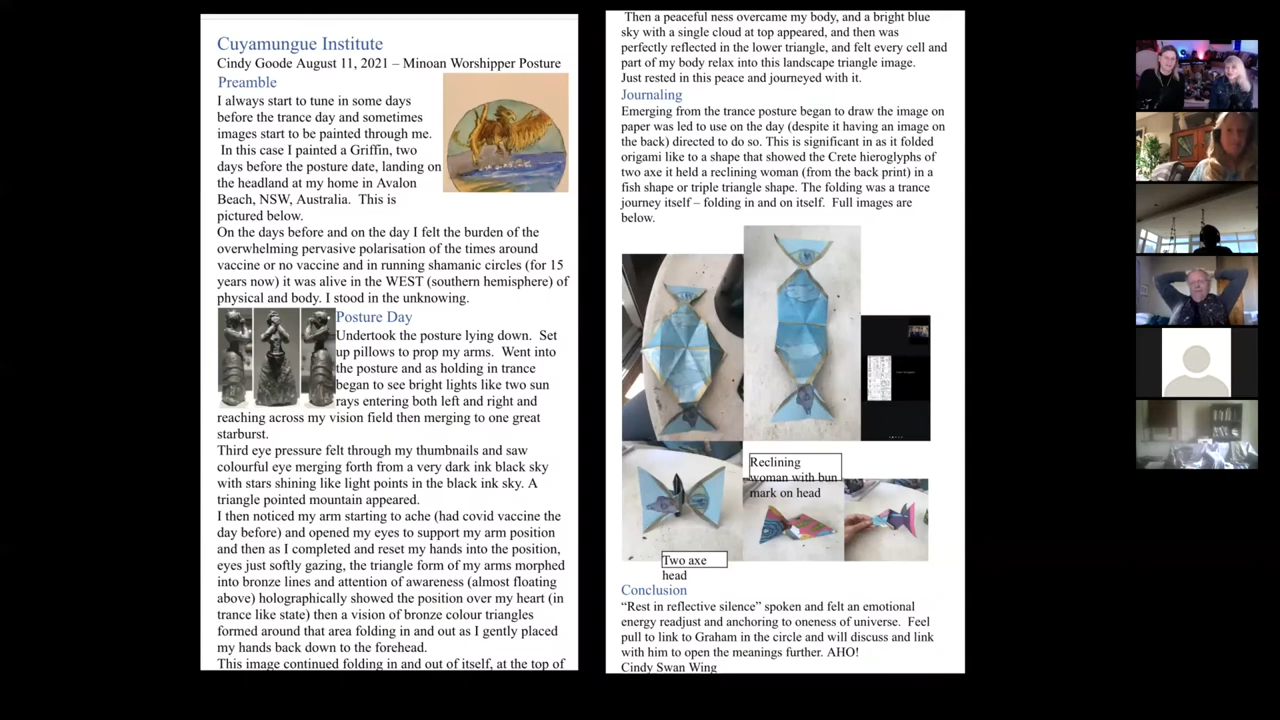 Cuyamungue Institute
Cindy Goode August 11, 2021 – Minoan Worshipper Posture
Preamble
I always start to tune in some days
before the trance day and sometimes
images start to be painted through me.
In this case I painted a Griffin, two
days before the posture date, landing on
the headland at my home in Avalon
Beach, NSW, Australia. This is
pictured below.
On the days before and on the day I felt the burden of the
overwhelming pervasive polarisation of the times around
vaccine or no vaccine and in running shamanic circles (for 15
years now) it was alive in the WEST (southern hemisphere) of
physical and body. I stood in the unknowing.
Posture Day
Undertook the posture lying down. Set
up pillows to prop my arms. Went into
the posture and as holding in trance
began to see bright lights like two sun
rays entering both left and right and
reaching across my vision field then merging to one great
starburst.
Third eye pressure felt through my thumbnails and saw
colourful eye merging forth from a very dark ink black sky
with stars shining like light points in the black ink sky. A
triangle pointed mountain appeared.
I then noticed my arm starting to ache (had covid vaccine the
day before) and opened my eyes to support my arm position
and then as I completed and reset my hands into the position,
eyes just softly gazing, the triangle form of my arms morphed
into bronze lines and attention of awareness (almost floating
above) holographically showed the position over my heart (in
trance like state) then a vision of bronze colour triangles
formed around that area folding in and out as I gently placed
my hands back down to the forehead.
This image continued folding in and out of itself, at the top of
Then a peaceful ness overcame my body, and a bright blue
sky with a single cloud at top appeared, and then was
perfectly reflected in the lower triangle, and felt every cell and
part of my body relax into this landscape triangle image.
Just rested in this peace and journeyed with it.
Journaling
Emerging from the trance posture began to draw the image on
paper was led to use on the day (despite it having an image on
the back) directed to do so. This is significant in as it folded
origami like to a shape that showed the Crete hieroglyphs of
two axe it held a reclining woman (from the back print) in a
fish shape or triple triangle shape. The folding was a trance
journey itself – folding in and on itself. Full images are
below.
Reclining
woman with bun
mark on head
Two axe
head
Conclusion
“Rest in reflective silence” spoken and felt an emotional
energy readjust and anchoring to oneness of universe. Feel
pull to link to Graham in the circle and will discuss and link
with him to open the meanings further. AHO!
Cindy Swan Wing